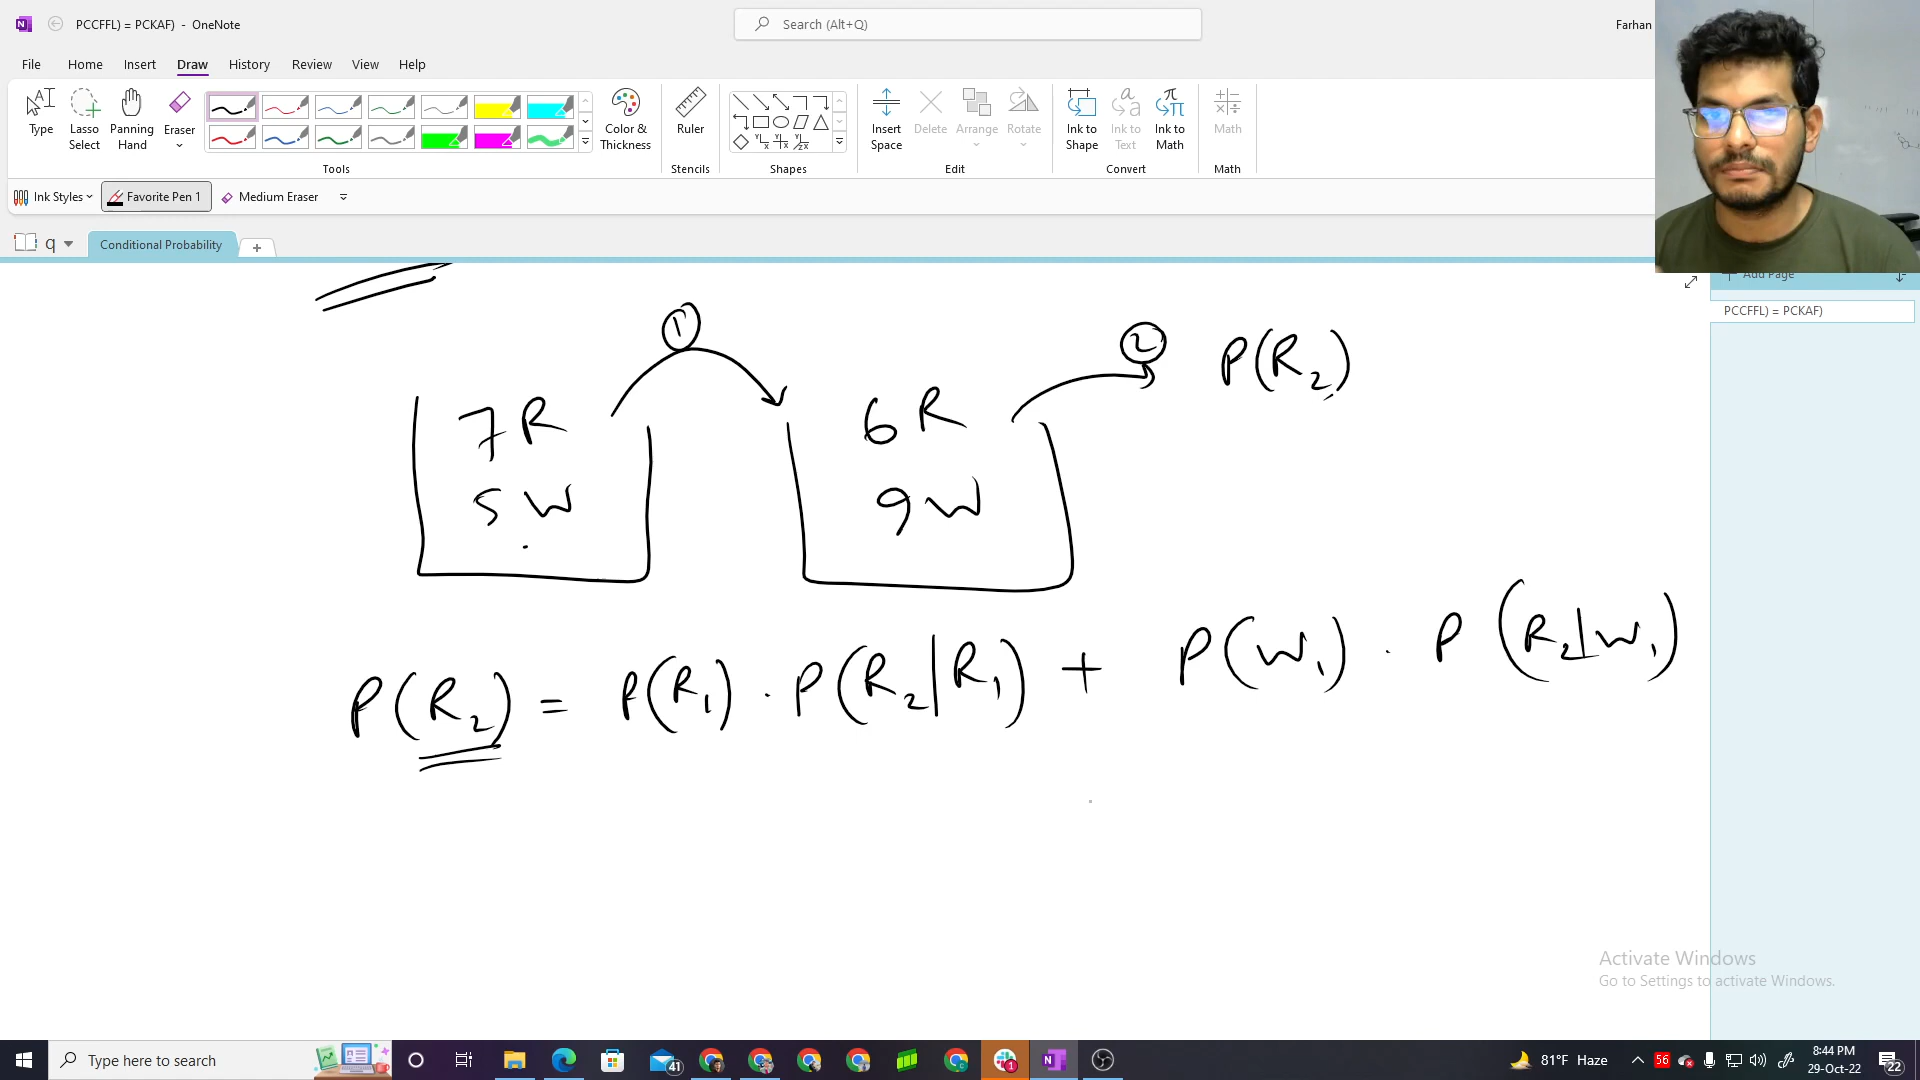 PCCFFL) = PCKAF) - OneNote
Search (Alt+Q)
Farhan
File Home Insert Draw History Review View Help
Type
Lasso Select
Panning Hand
Eraser
Color & Thickness
Ruler
Insert Space
Delete
Arrange
Rotate
Ink to Shape
Ink to Text
Ink to Math
Math
Tools Stencils Shapes Edit Convert Math
Ink Styles Favorite Pen 1 Medium Eraser
q Conditional Probability +
Add Page
PCCFFL) = PCKAF)
1
2 P(R₂)
7R 6R
5W 9W
P(R₂) = P(R₁) · P(R₂|R₁) + P(W₁) · P(R₂|W₁)
Activate Windows
Go to Settings to activate Windows.
Type here to search
41
1
81°F Haze
56
8:44 PM
29-Oct-22
22